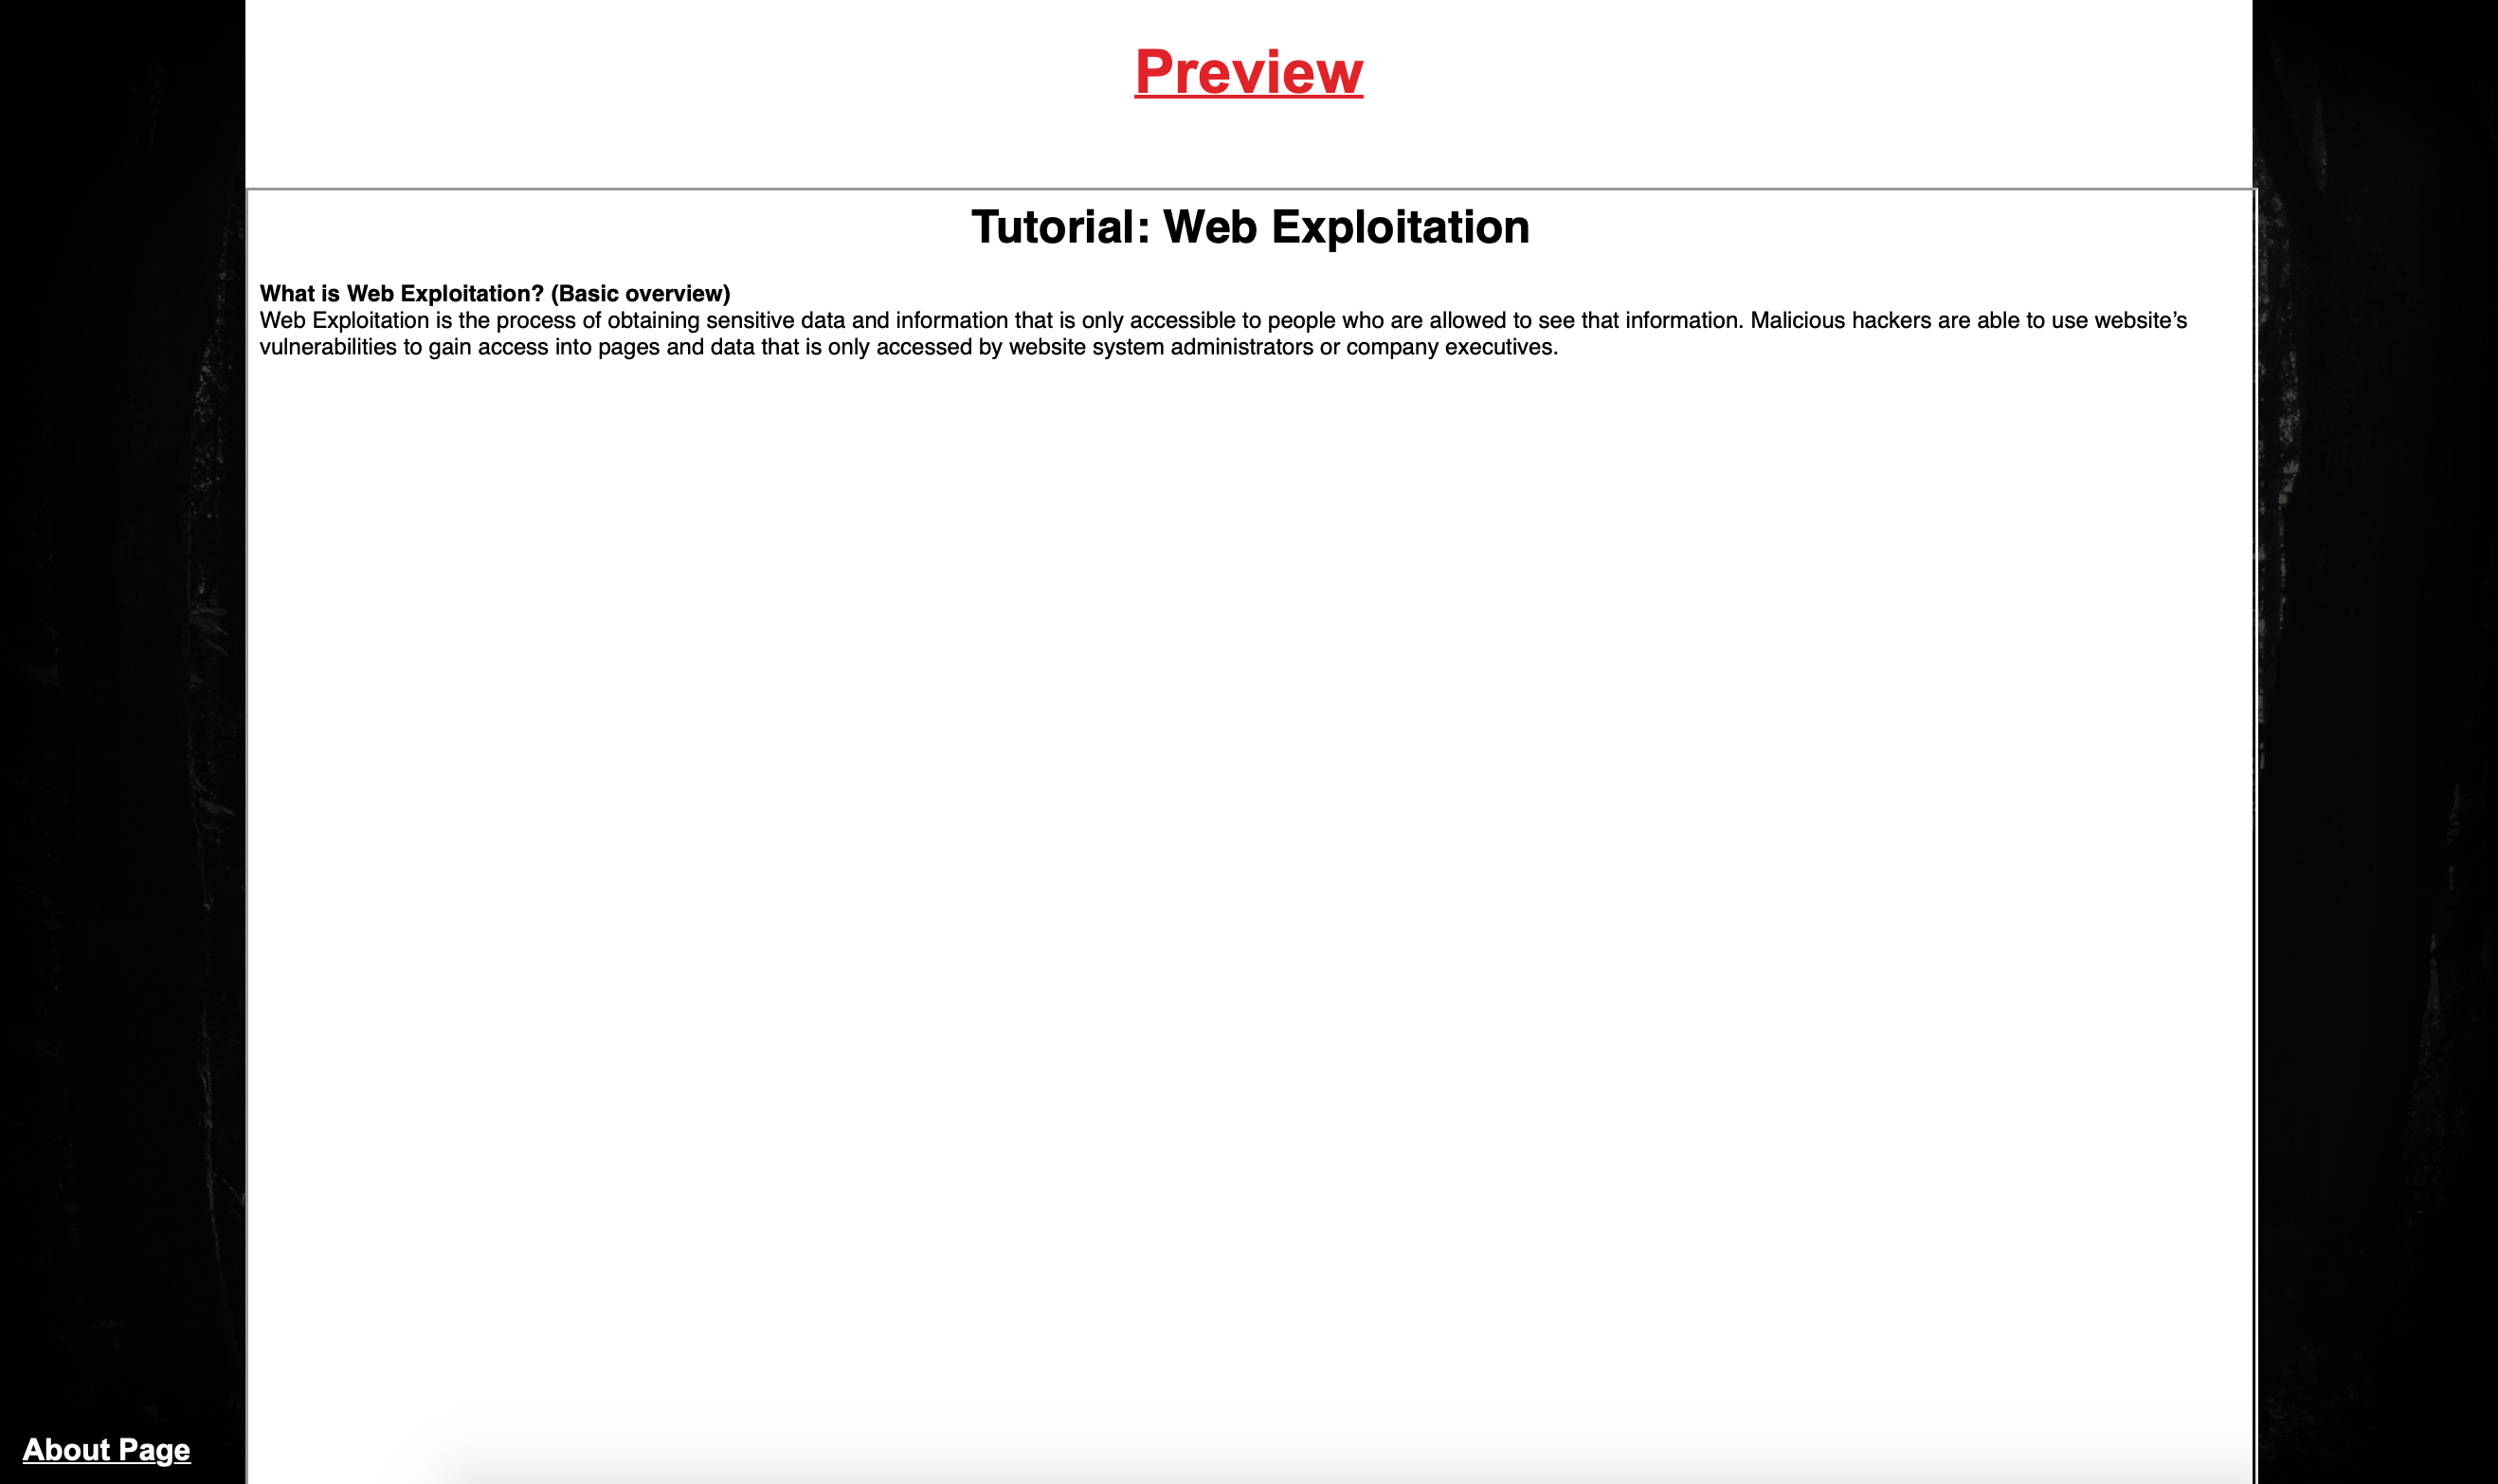 Preview
Tutorial: Web Exploitation
What is Web Exploitation? (Basic overview)
Web Exploitation is the process of obtaining sensitive data and information that is only accessible to people who are allowed to see that information. Malicious hackers are able to use website’s
vulnerabilities to gain access into pages and data that is only accessed by website system administrators or company executives.
About Page